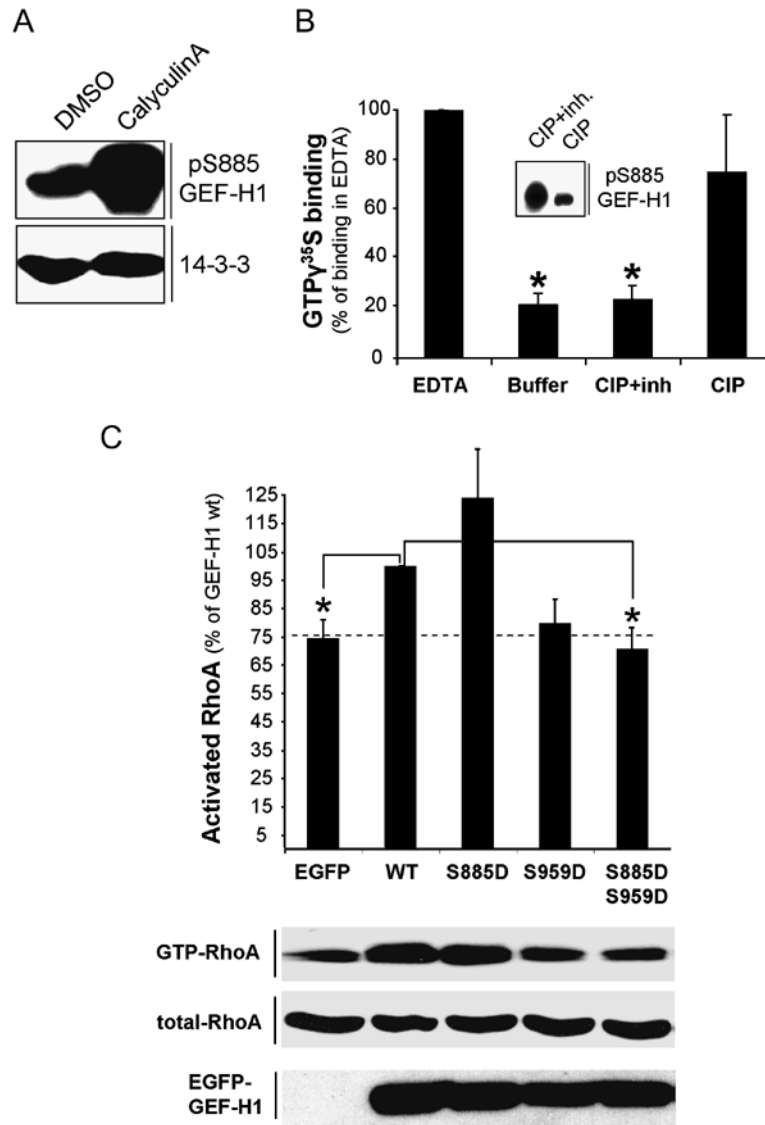 A
DMSO
CalyculinA
pS885
GEF-H1
14-3-3
B
GTPγ³⁵S binding
(% of binding in EDTA)
100
80
60
40
20
0
CIP+inh.
CIP
pS885
GEF-H1
*
*
EDTA
Buffer
CIP+inh
CIP
C
Activated RhoA (% of GEF-H1 wt)
125
115
105
95
85
75
65
55
45
35
25
15
5
*
*
EGFP
WT
S885D
S959D
S885D
S959D
GTP-RhoA
total-RhoA
EGFP-
GEF-H1